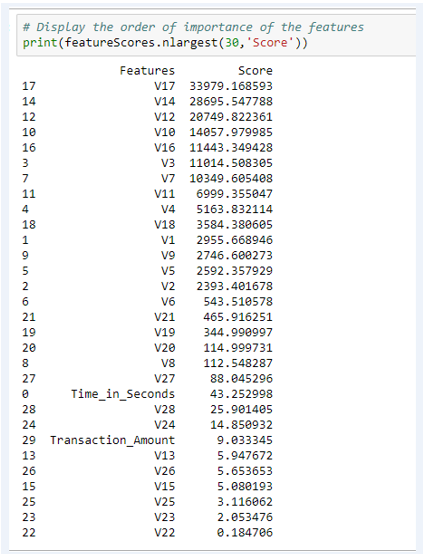 # Display the order of importance of the features
print(featureScores.nlargest(30,'Score'))
Features Score
17 V17 33979.168593
14 V14 28695.547788
12 V12 20749.822361
10 V10 14057.979985
16 V16 11443.349428
3 V3 11014.508305
7 V7 10349.605408
11 V11 6999.355047
4 V4 5163.832114
18 V18 3584.380605
1 V1 2955.668946
9 V9 2746.600273
5 V5 2592.357929
2 V2 2393.401678
6 V6 543.510578
21 V21 465.916251
19 V19 344.990997
20 V20 114.999731
8 V8 112.548287
27 V27 88.045296
0 Time_in_Seconds 43.252998
28 V28 25.901405
24 V24 14.850932
29 Transaction_Amount 9.033345
13 V13 5.947672
26 V26 5.653653
15 V15 5.080193
25 V25 3.116062
23 V23 2.053476
22 V22 0.184706